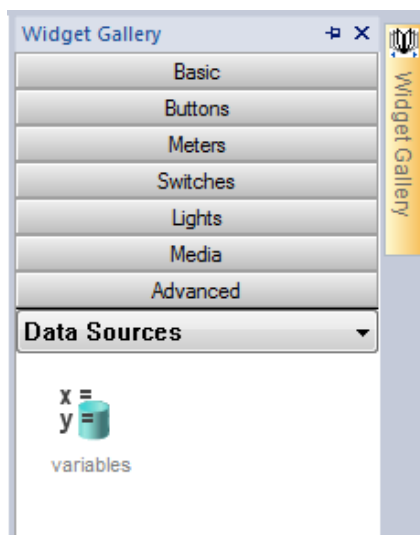 Widget Gallery
Basic
Buttons
Meters
Switches
Lights
Media
Advanced
Data Sources
x =
y =
variables
Widget Gallery